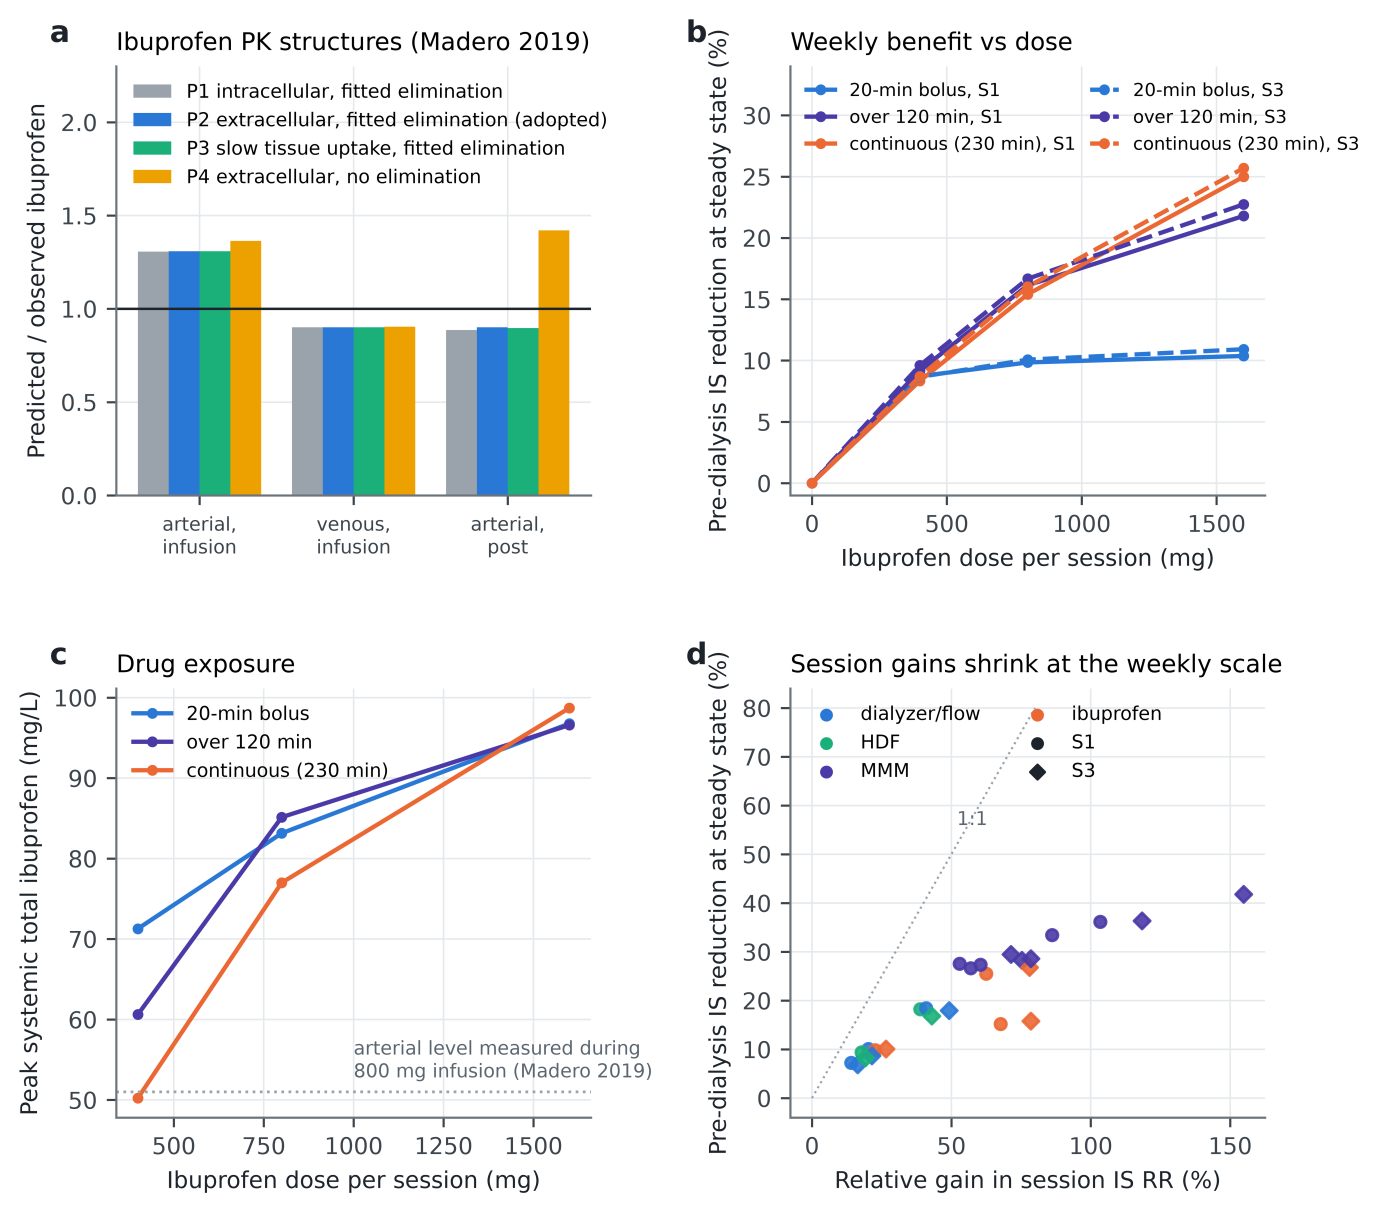 a
Ibuprofen PK structures (Madero 2019)
P1 intracellular, fitted elimination
P2 extracellular, fitted elimination (adopted)
P3 slow tissue uptake, fitted elimination
P4 extracellular, no elimination
Predicted / observed ibuprofen
2.0
1.5
1.0
0.5
0.0
arterial,
infusion
venous,
infusion
arterial,
post
b
Weekly benefit vs dose
20-min bolus, S1
over 120 min, S1
continuous (230 min), S1
20-min bolus, S3
over 120 min, S3
continuous (230 min), S3
Pre-dialysis IS reduction at steady state (%)
30
25
20
15
10
5
0
0 500 1000 1500
Ibuprofen dose per session (mg)
c
Drug exposure
20-min bolus
over 120 min
continuous (230 min)
Peak systemic total ibuprofen (mg/L)
100
90
80
70
60
50
arterial level measured during
800 mg infusion (Madero 2019)
500 750 1000 1250 1500
Ibuprofen dose per session (mg)
d
Session gains shrink at the weekly scale
dialyzer/flow
HDF
MMM
ibuprofen
S1
S3
1:1
Pre-dialysis IS reduction at steady state (%)
80
70
60
50
40
30
20
10
0
0 50 100 150
Relative gain in session IS RR (%)